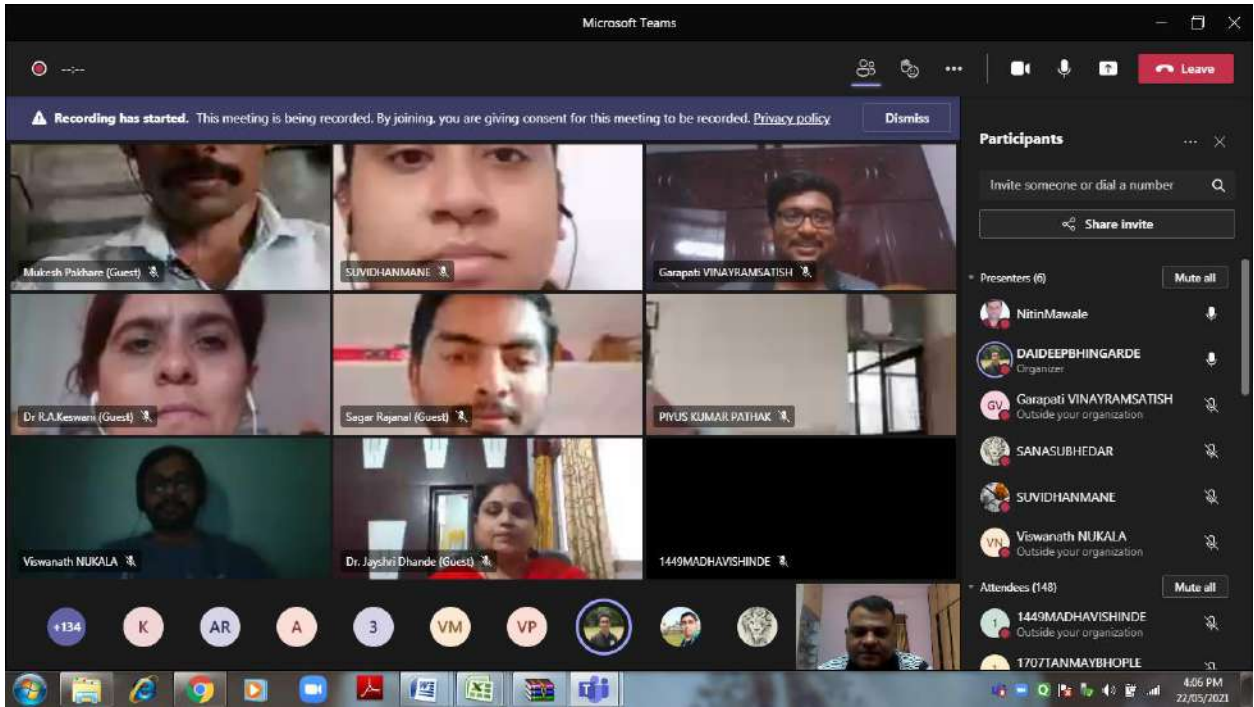 Microsoft Teams
--:--
Leave
Recording has started. This meeting is being recorded. By joining, you are giving consent for this meeting to be recorded. Privacy policy
Dismiss
Participants
Invite someone or dial a number
Share invite
Presenters (6)
Mute all
NitinMawale
DAIDEEPBHINGARDE
Organizer
GV
Garapati VINAYRAMSATISH
Outside your organization
SANASUBHEDAR
SUVIDHANMANE
VN
Viswanath NUKALA
Outside your organization
Attendees (148)
Mute all
1
1449MADHAVISHINDE
Outside your organization
1707TANMAYBHOPLE
Mukesh Pakhare (Guest)
SUVIDHANMANE
Garapati VINAYRAMSATISH
Dr R.A.Keswani (Guest)
Sagar Rajanal (Guest)
PIYUS KUMAR PATHAK
Viswanath NUKALA
Dr. Jayshri Dhande (Guest)
1449MADHAVISHINDE
+134
K
AR
A
3
VM
VP
4:06 PM
22/05/2021